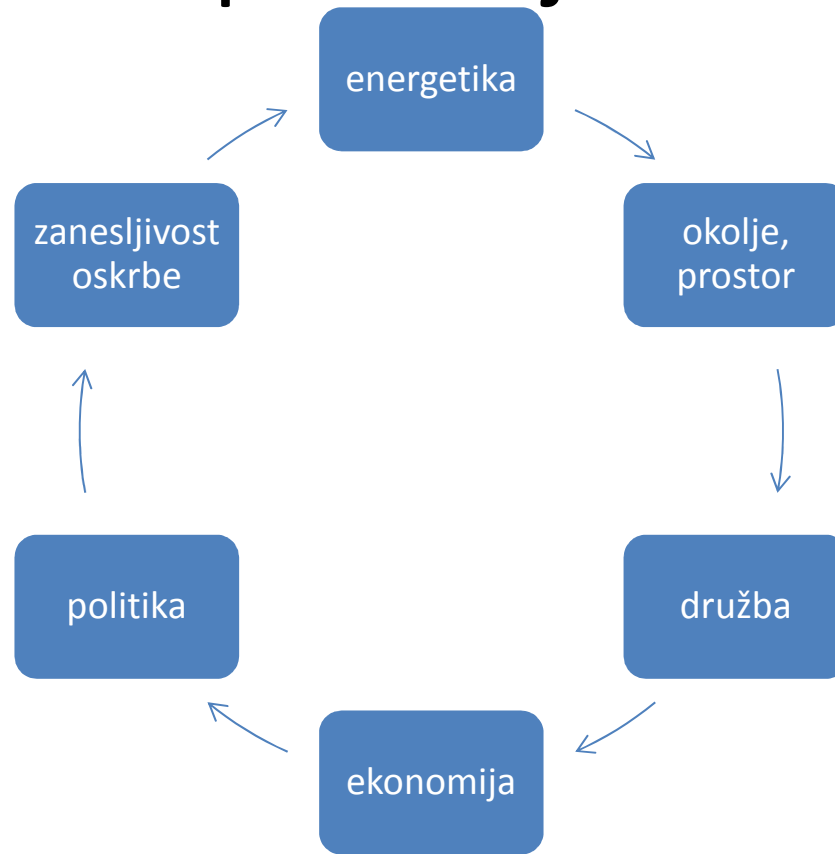 energetika
okolje,
prostor
družba
ekonomija
politika
zanesljivost
oskrbe